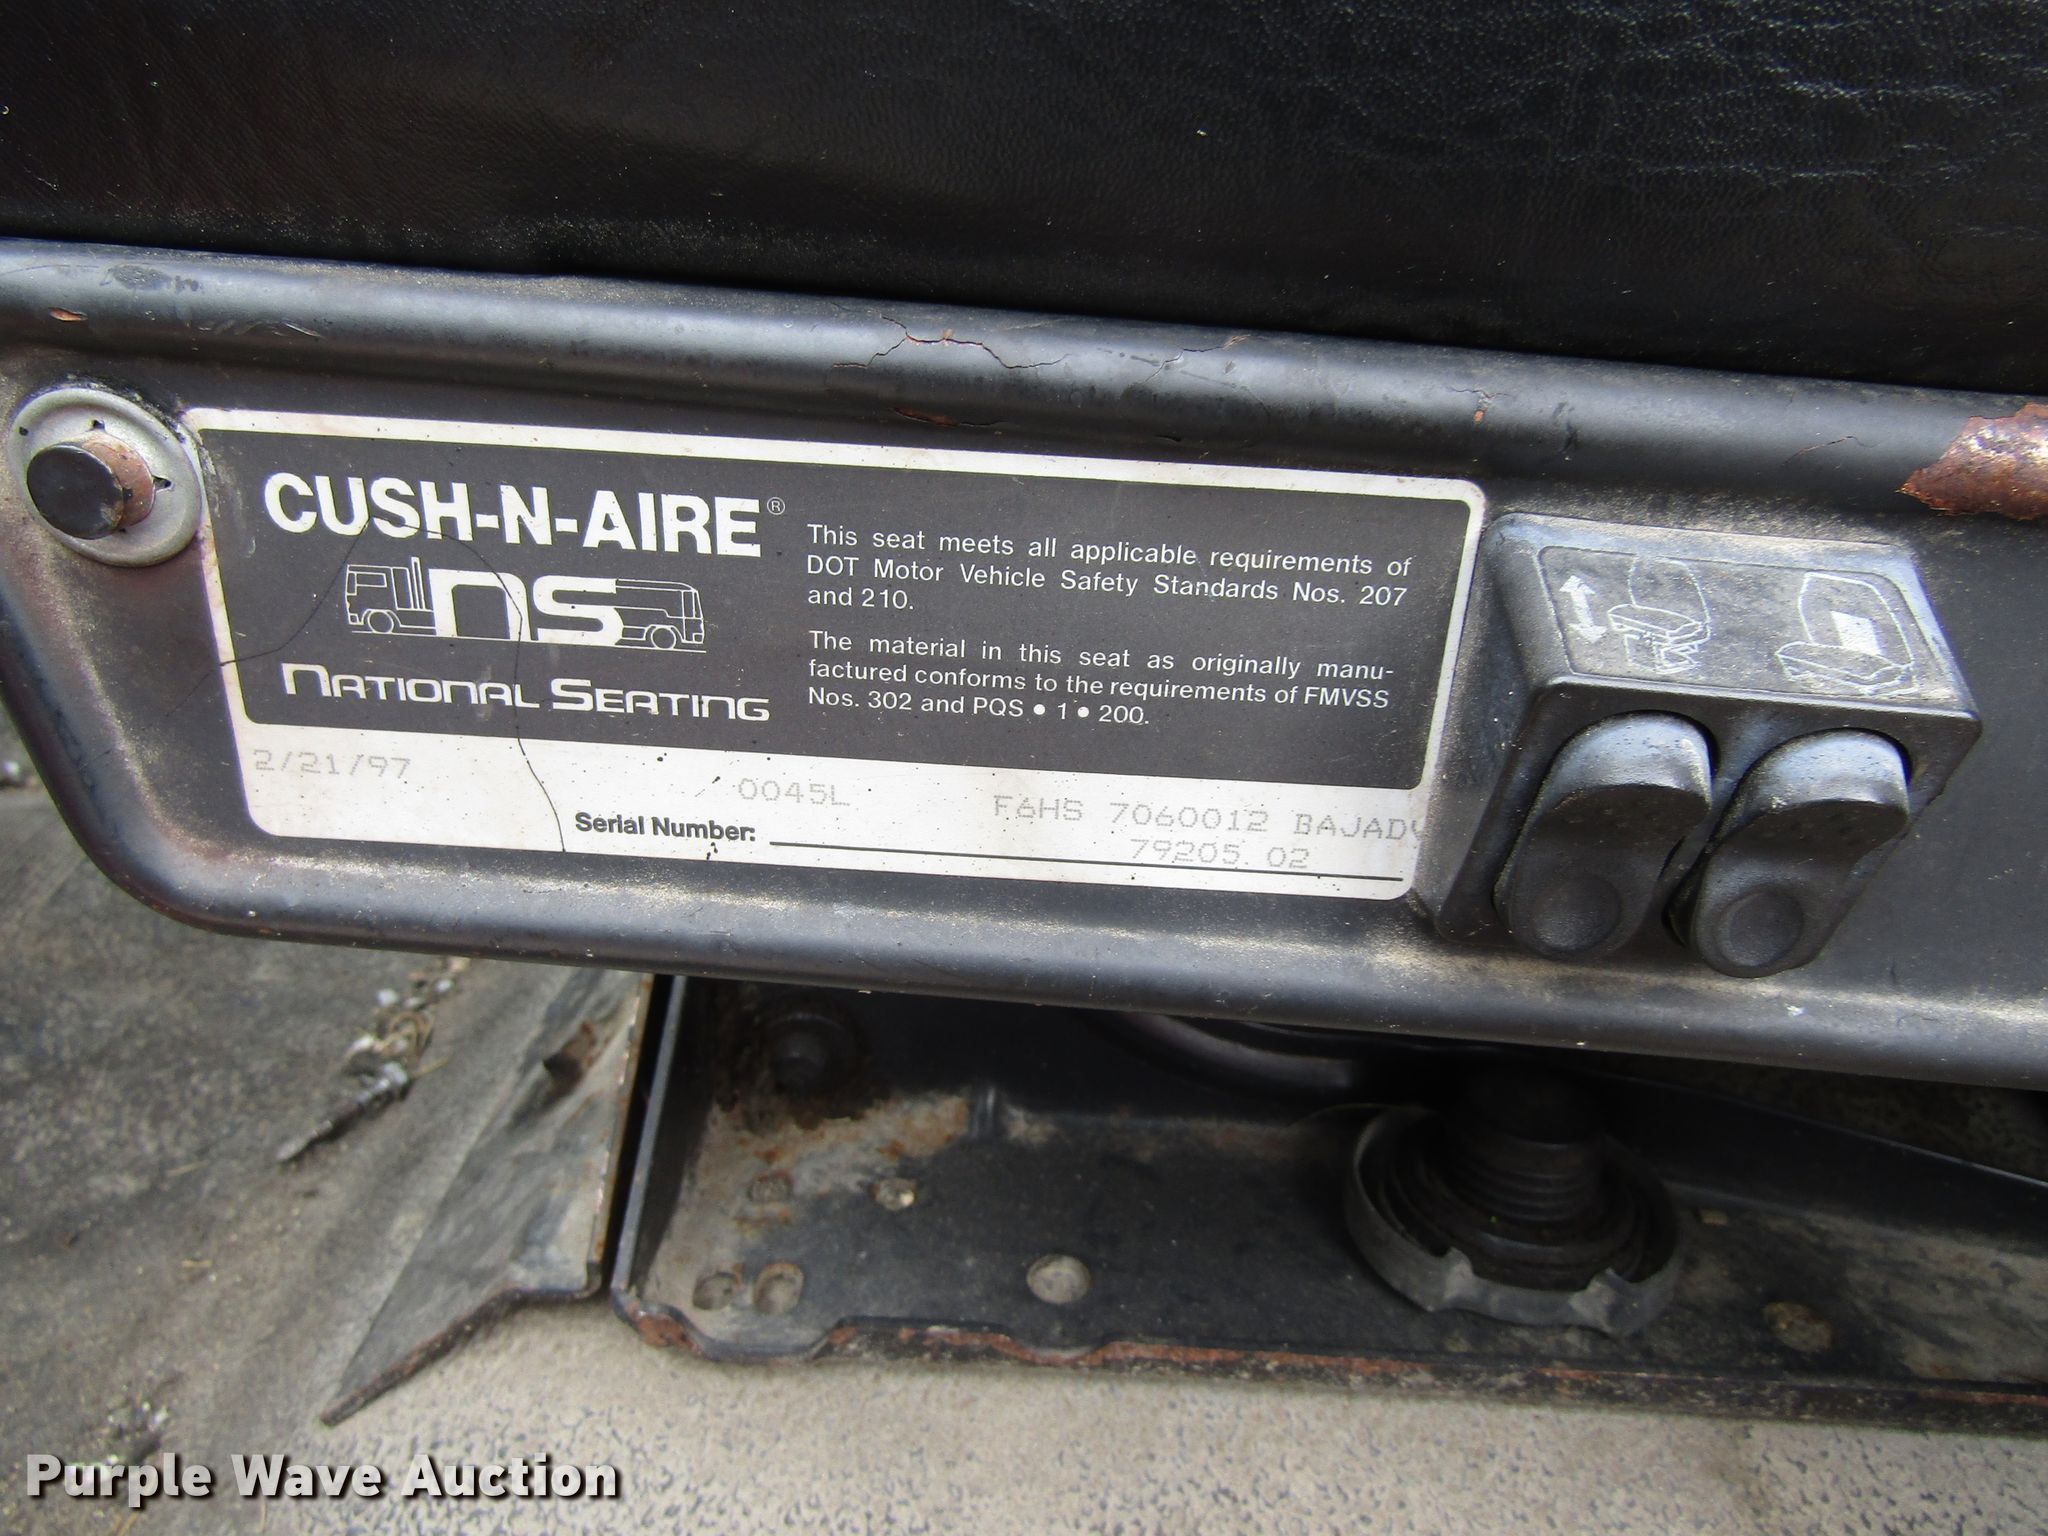 CUSH-N-AIRE®
ns
NATIONAL SEATING
This seat meets all applicable requirements of
DOT Motor Vehicle Safety Standards Nos. 207
and 210.
The material in this seat as originally manu-
factured conforms to the requirements of FMVSS
Nos. 302 and PQS • 1 • 200.
2/21/97 0045L F6HS 7060012 BAJADV
Serial Number: 79205.02
Purple Wave Auction